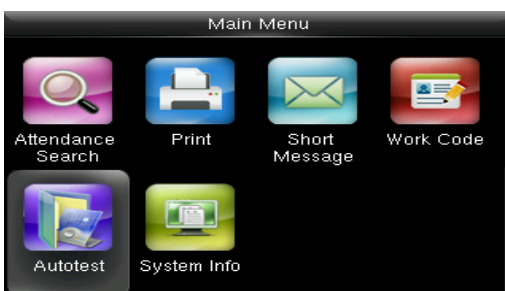 Main Menu
Attendance
Search
Print
Short
Message
Work Code
Autotest
System Info